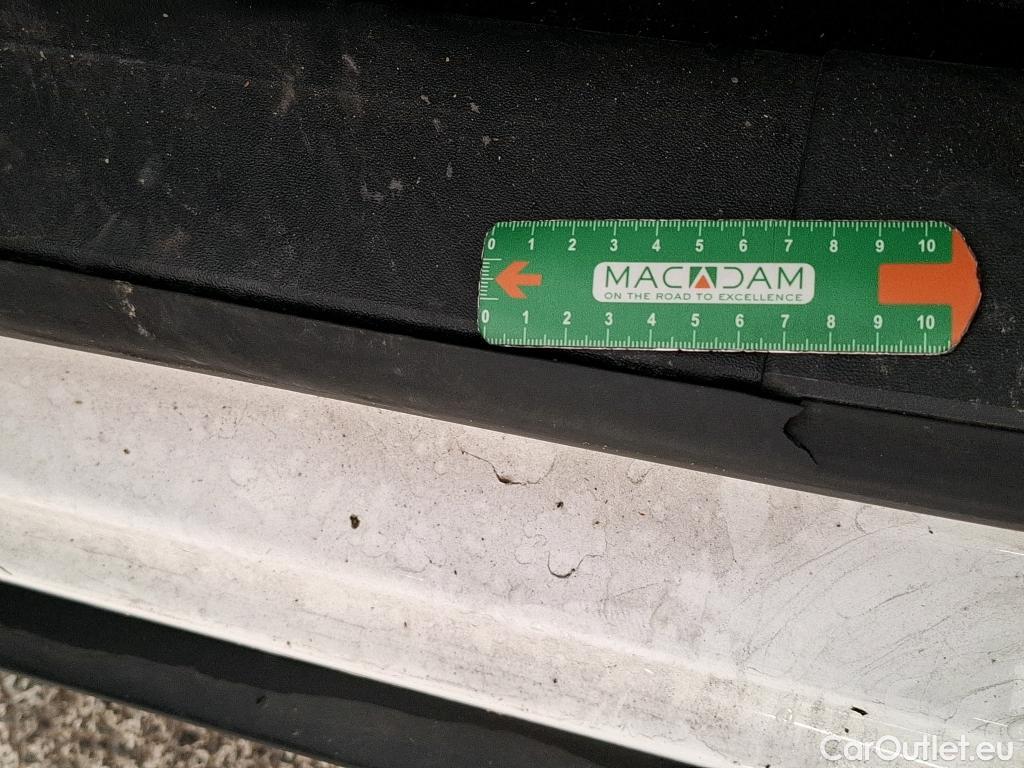 0 1 2 3 4 5 6 7 8 9 10
MACADAM
ON THE ROAD TO EXCELLENCE
0 1 2 3 4 5 6 7 8 9 10
CarOutlet.eu